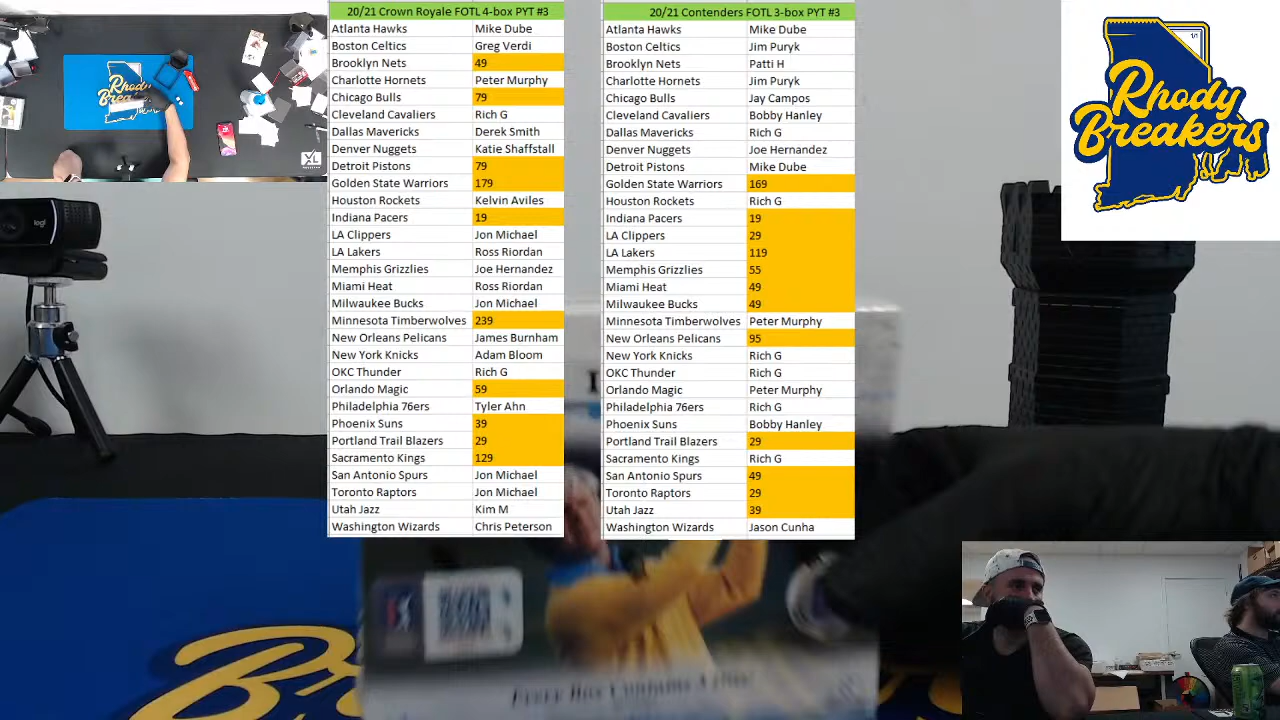 20/21 Crown Royale FOTL 4-box PYT #3
Atlanta Hawks Mike Dube
Boston Celtics Greg Verdi
Brooklyn Nets 49
Charlotte Hornets Peter Murphy
Chicago Bulls 79
Cleveland Cavaliers Rich G
Dallas Mavericks Derek Smith
Denver Nuggets Katie Shaffstall
Detroit Pistons 79
Golden State Warriors 179
Houston Rockets Kelvin Aviles
Indiana Pacers 19
LA Clippers Jon Michael
LA Lakers Ross Riordan
Memphis Grizzlies Joe Hernandez
Miami Heat Ross Riordan
Milwaukee Bucks Jon Michael
Minnesota Timberwolves 239
New Orleans Pelicans James Burnham
New York Knicks Adam Bloom
OKC Thunder Rich G
Orlando Magic 59
Philadelphia 76ers Tyler Ahn
Phoenix Suns 39
Portland Trail Blazers 29
Sacramento Kings 129
San Antonio Spurs Jon Michael
Toronto Raptors Jon Michael
Utah Jazz Kim M
Washington Wizards Chris Peterson
20/21 Contenders FOTL 3-box PYT #3
Atlanta Hawks Mike Dube
Boston Celtics Jim Puryk
Brooklyn Nets Patti H
Charlotte Hornets Jim Puryk
Chicago Bulls Jay Campos
Cleveland Cavaliers Bobby Hanley
Dallas Mavericks Rich G
Denver Nuggets Joe Hernandez
Detroit Pistons Mike Dube
Golden State Warriors 169
Houston Rockets Rich G
Indiana Pacers 19
LA Clippers 29
LA Lakers 119
Memphis Grizzlies 55
Miami Heat 49
Milwaukee Bucks 49
Minnesota Timberwolves Peter Murphy
New Orleans Pelicans 95
New York Knicks Rich G
OKC Thunder Rich G
Orlando Magic Peter Murphy
Philadelphia 76ers Rich G
Phoenix Suns Bobby Hanley
Portland Trail Blazers 29
Sacramento Kings Rich G
San Antonio Spurs 49
Toronto Raptors 29
Utah Jazz 39
Washington Wizards Jason Cunha
1/1
Rhody
Breakers
Rhody
XL
logi
Every Box Contains